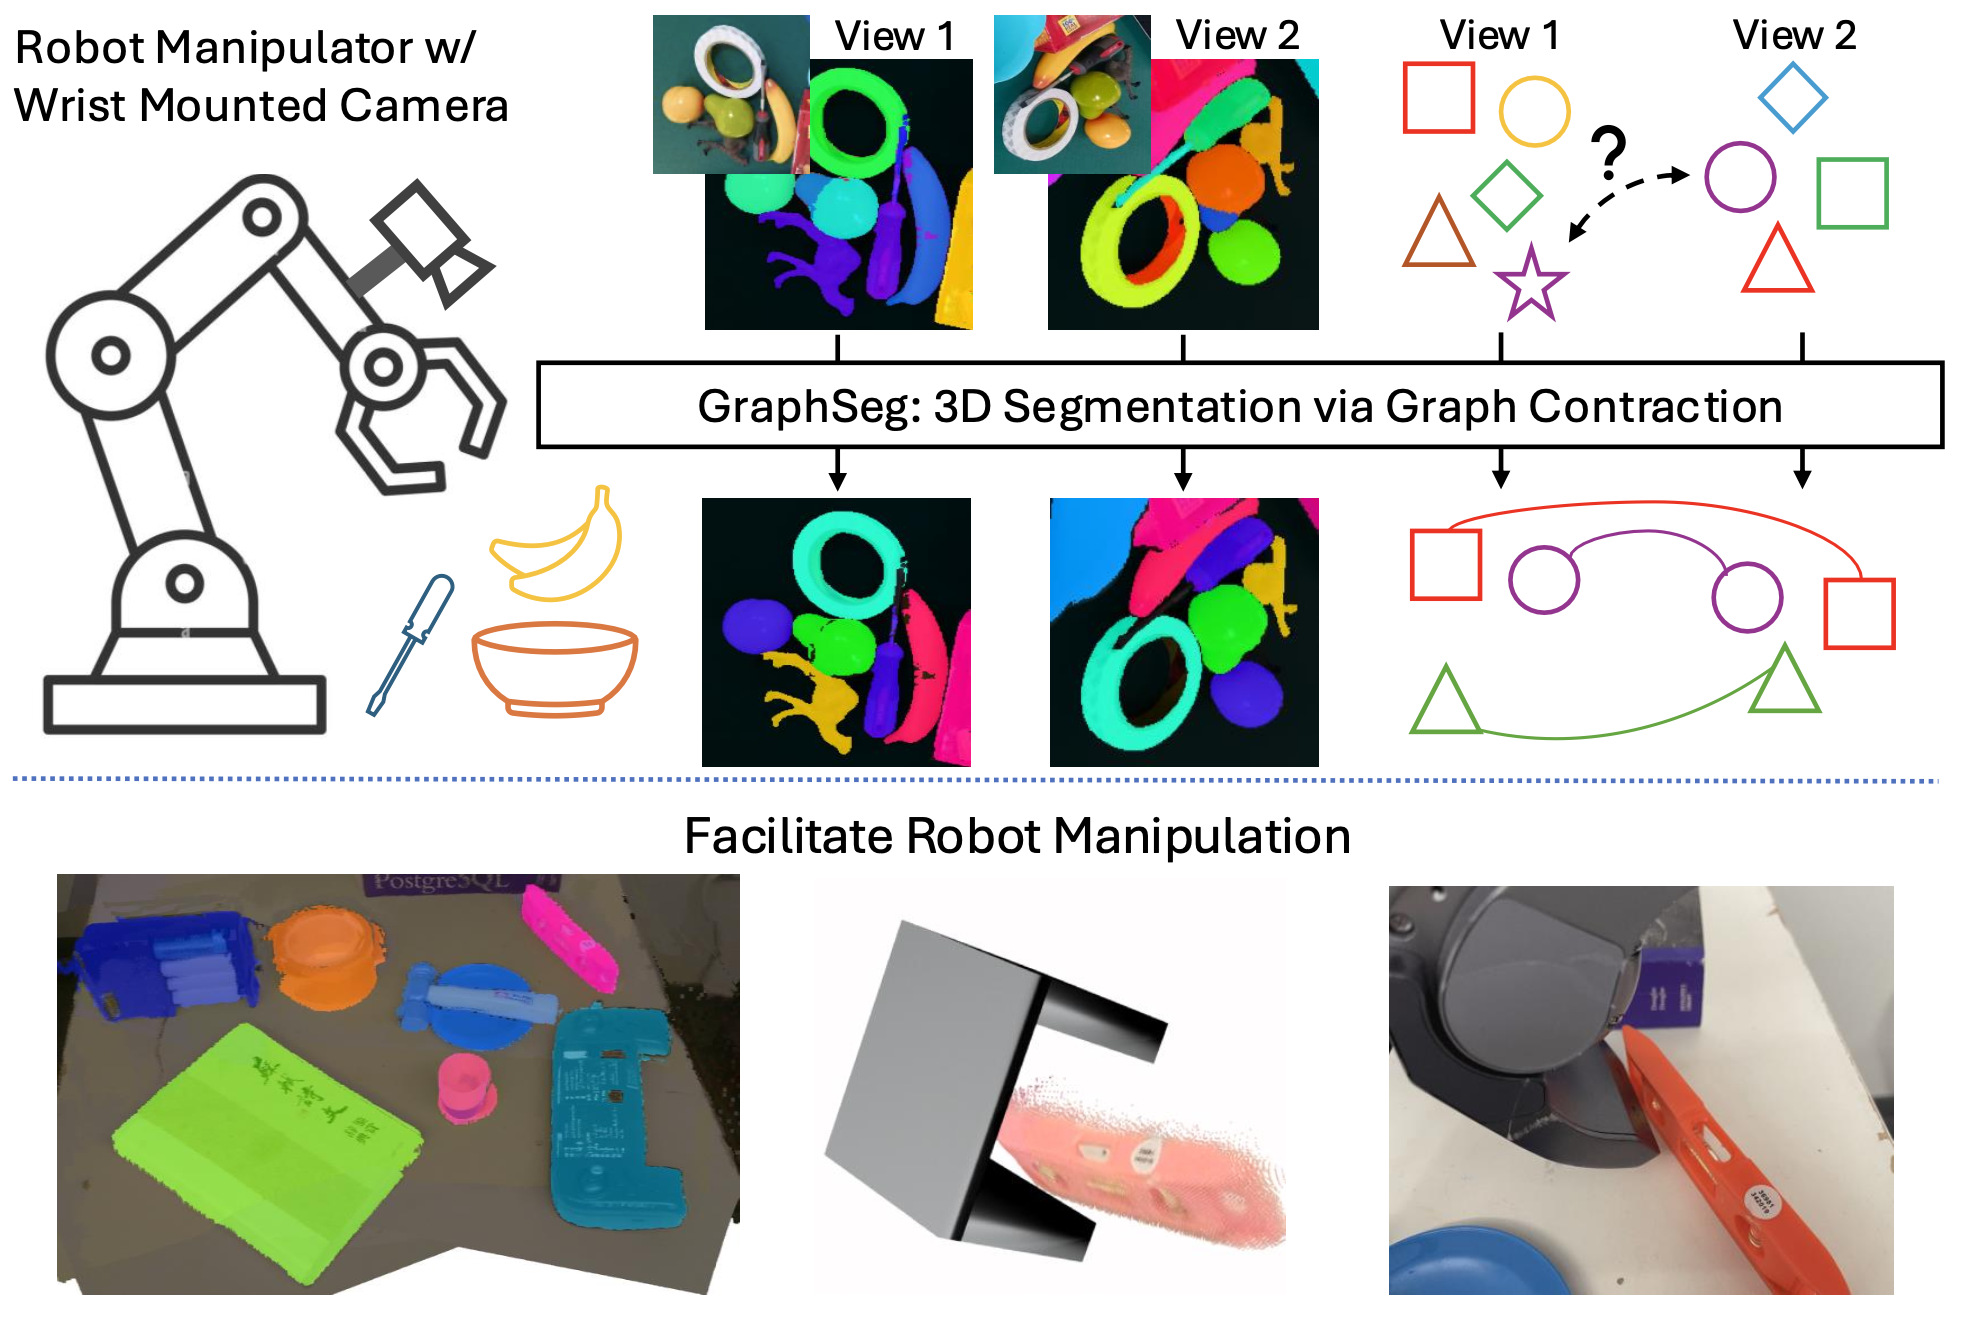 Robot Manipulator w/
Wrist Mounted Camera
View 1
View 2
View 1
View 2
?
GraphSeg: 3D Segmentation via Graph Contraction
Facilitate Robot Manipulation
PostgreSQL